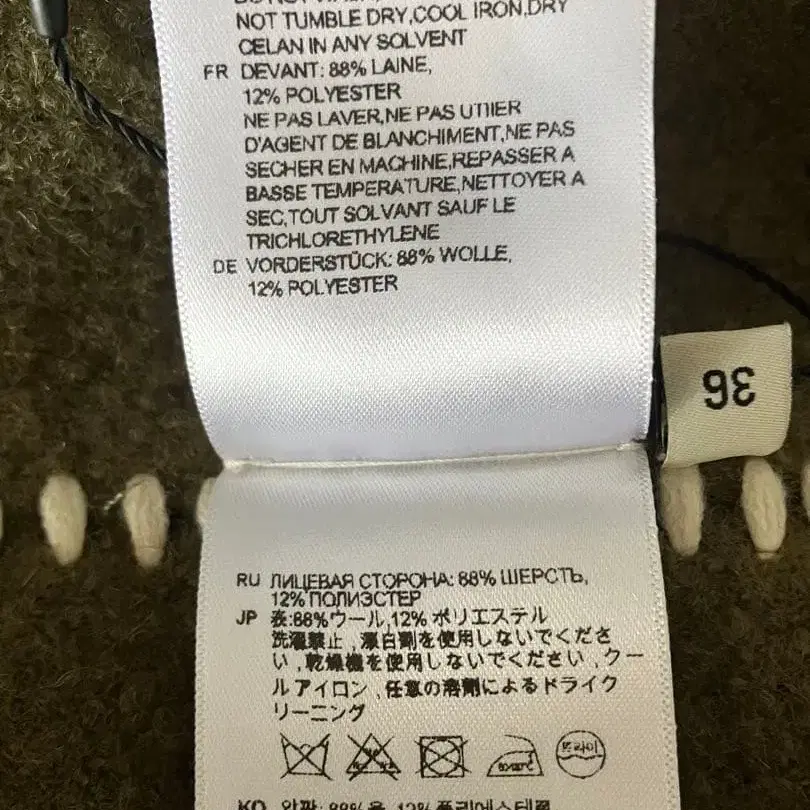 NOT TUMBLE DRY,COOL IRON,DRY
CELAN IN ANY SOLVENT
FR DEVANT: 88% LAINE,
12% POLYESTER
NE PAS LAVER,NE PAS UTIIER
D'AGENT DE BLANCHIMENT,NE PAS
SECHER EN MACHINE,REPASSER A
BASSE TEMPERATURE,NETTOYER A
SEC,TOUT SOLVANT SAUF LE
TRICHLORETHYLENE
DE VORDERSTÜCK: 88% WOLLE,
12% POLYESTER
36
RU ЛИЦЕВАЯ СТОРОНА: 88% ШЕРСТЬ,
12% ПОЛИЭСТЕР
JP 表:88%ウール,12% ポリエステル
洗濯禁止 ,漂白剤を使用しないでくださ
い ,乾燥機を使用しないでください ,クー
ル アイロン ,任意の溶剤によるドライク
リーニング
KO 88% 12%